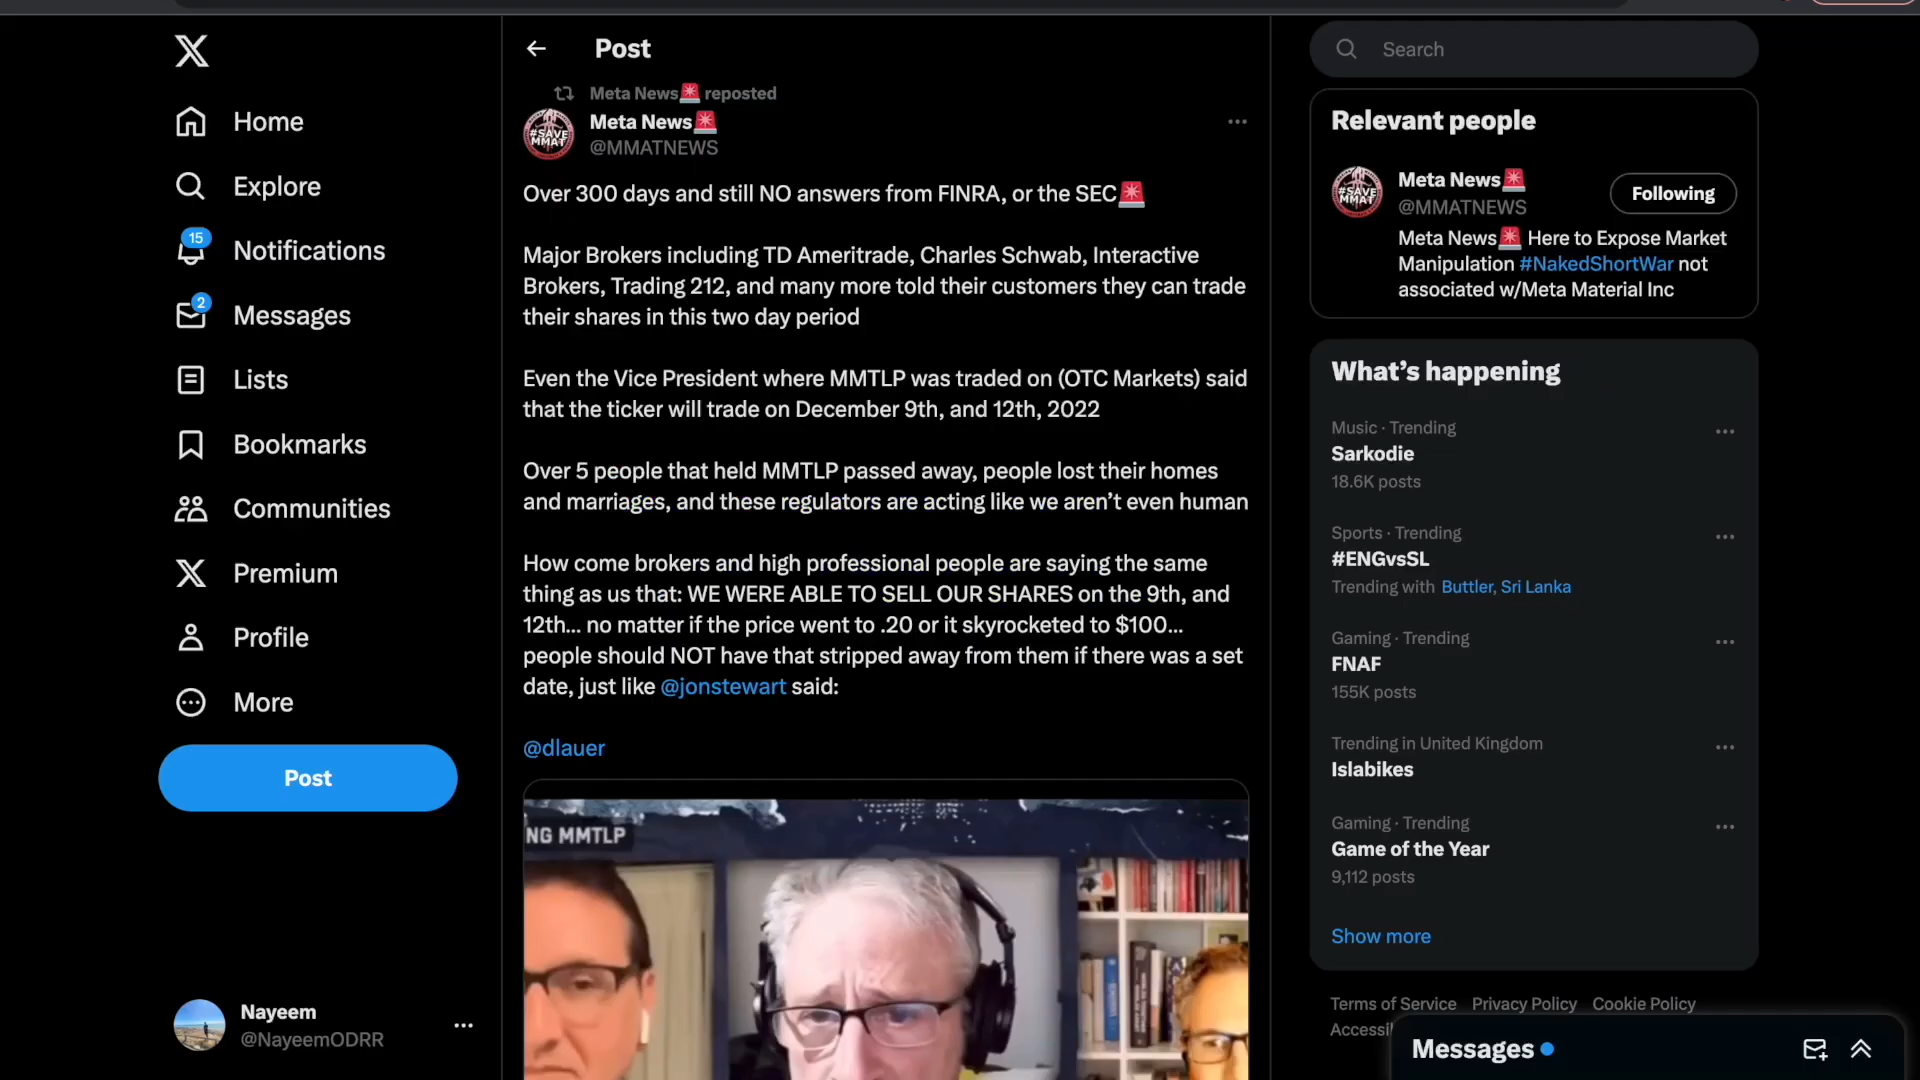 Home
Explore
15
Notifications
2
Messages
Lists
Bookmarks
Communities
Premium
Profile
More
Post
Nayeem
@NayeemODRR
Post
Meta News🚨 reposted
#SAVE
MMAT
Meta News🚨
@MMATNEWS
Over 300 days and still NO answers from FINRA, or the SEC🚨
Major Brokers including TD Ameritrade, Charles Schwab, Interactive
Brokers, Trading 212, and many more told their customers they can trade
their shares in this two day period
Even the Vice President where MMTLP was traded on (OTC Markets) said
that the ticker will trade on December 9th, and 12th, 2022
Over 5 people that held MMTLP passed away, people lost their homes
and marriages, and these regulators are acting like we aren’t even human
How come brokers and high professional people are saying the same
thing as us that: WE WERE ABLE TO SELL OUR SHARES on the 9th, and
12th... no matter if the price went to .20 or it skyrocketed to $100...
people should NOT have that stripped away from them if there was a set
date, just like @jonstewart said:
@dlauer
NG MMTLP
Search
Relevant people
#SAVE
MMAT
Meta News🚨
@MMATNEWS
Following
Meta News🚨 Here to Expose Market
Manipulation #NakedShortWar not
associated w/Meta Material Inc
What’s happening
Music · Trending
Sarkodie
18.6K posts
Sports · Trending
#ENGvsSL
Trending with Buttler, Sri Lanka
Gaming · Trending
FNAF
155K posts
Trending in United Kingdom
Islabikes
Gaming · Trending
Game of the Year
9,112 posts
Show more
Terms of Service Privacy Policy Cookie Policy
Accessi
Messages